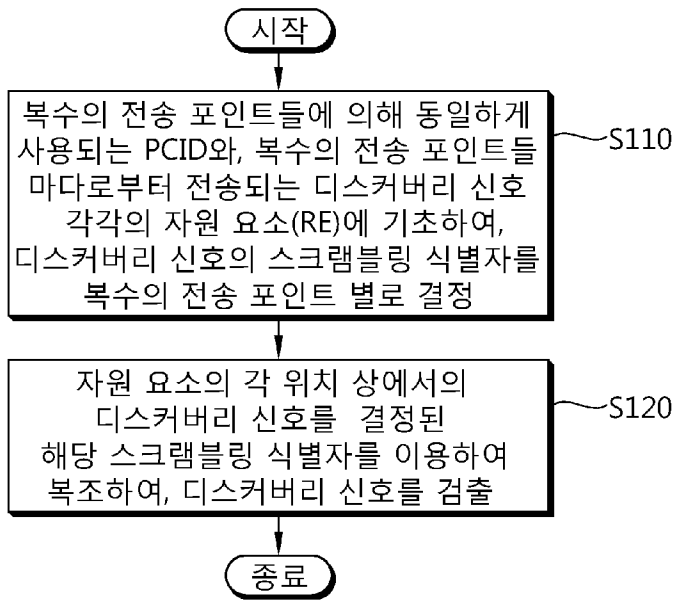 시작
복수의 전송 포인트들에 의해 동일하게
사용되는 PCID와, 복수의 전송 포인트들
마다로부터 전송되는 디스커버리 신호
각각의 자원 요소(RE)에 기초하여,
디스커버리 신호의 스크램블링 식별자를
복수의 전송 포인트 별로 결정
S110
자원 요소의 각 위치 상에서의
디스커버리 신호를 결정된
해당 스크램블링 식별자를 이용하여
복조하여, 디스커버리 신호를 검출
S120
종료